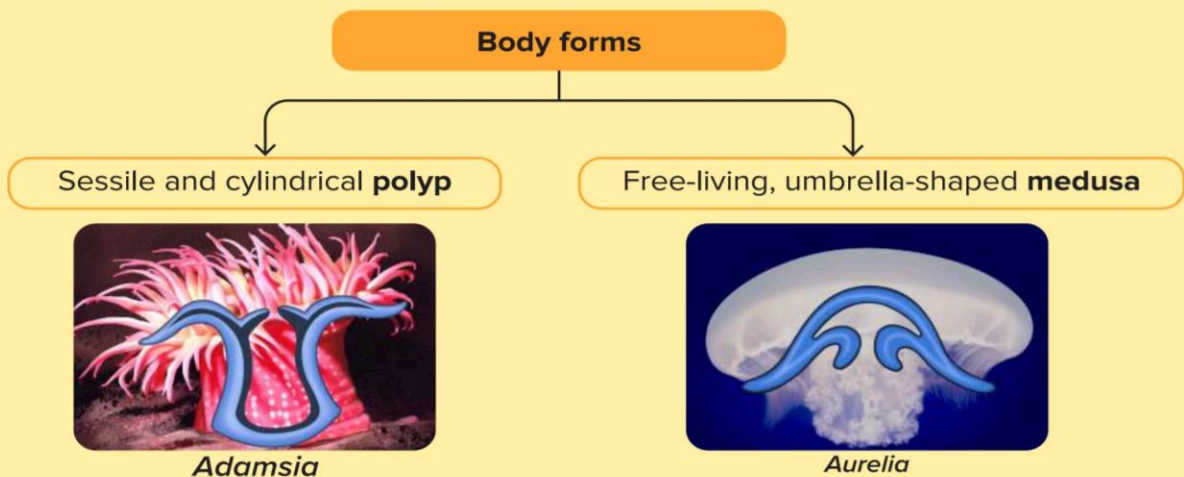 Body forms
Sessile and cylindrical polyp
Free-living, umbrella-shaped medusa
Adamsia
Aurelia